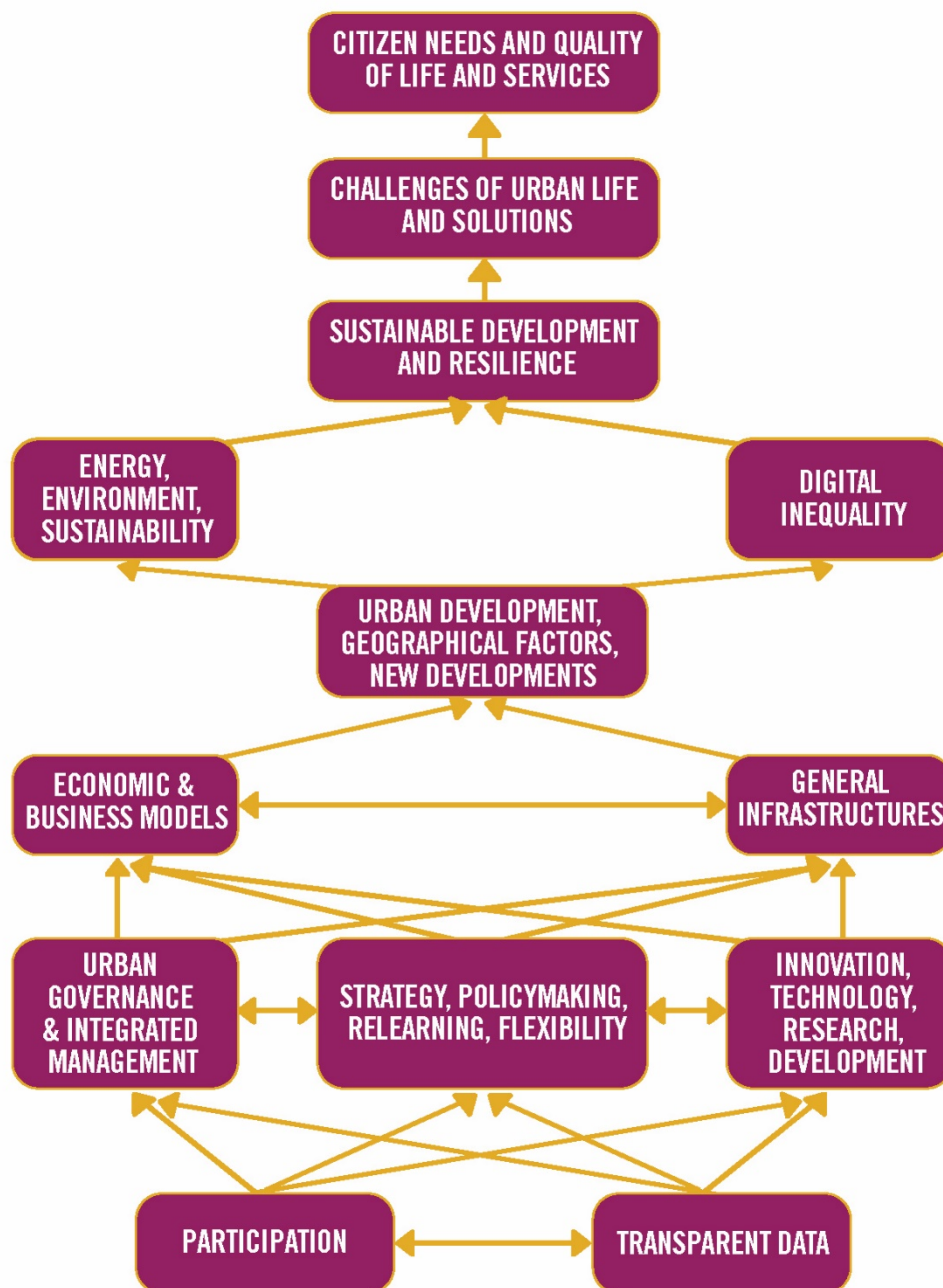 CITIZEN NEEDS AND QUALITY
OF LIFE AND SERVICES
CHALLENGES OF URBAN LIFE
AND SOLUTIONS
SUSTAINABLE DEVELOPMENT
AND RESILIENCE
ENERGY,
ENVIRONMENT,
SUSTAINABILITY
DIGITAL
INEQUALITY
URBAN DEVELOPMENT,
GEOGRAPHICAL FACTORS,
NEW DEVELOPMENTS
ECONOMIC &
BUSINESS MODELS
GENERAL
INFRASTRUCTURES
URBAN
GOVERNANCE
& INTEGRATED
MANAGEMENT
STRATEGY, POLICYMAKING,
RELEARNING, FLEXIBILITY
INNOVATION,
TECHNOLOGY,
RESEARCH,
DEVELOPMENT
PARTICIPATION
TRANSPARENT DATA